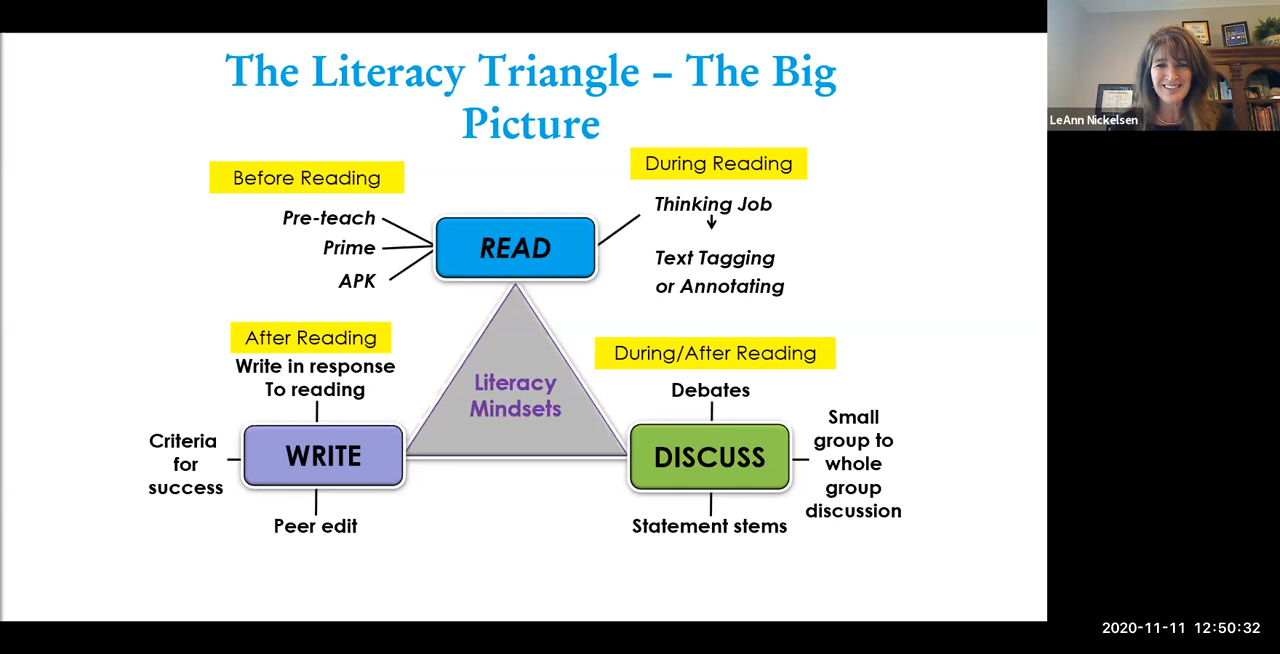 The Literacy Triangle – The Big
Picture
LeAnn Nickelsen
Before Reading
Pre-teach
Prime
APK
READ
During Reading
Thinking Job
Text Tagging
or Annotating
After Reading
Write in response
To reading
Criteria
for
success
WRITE
Peer edit
Literacy
Mindsets
During/After Reading
Debates
DISCUSS
Small
group to
whole
group
discussion
Statement stems
2020-11-11 12:50:32